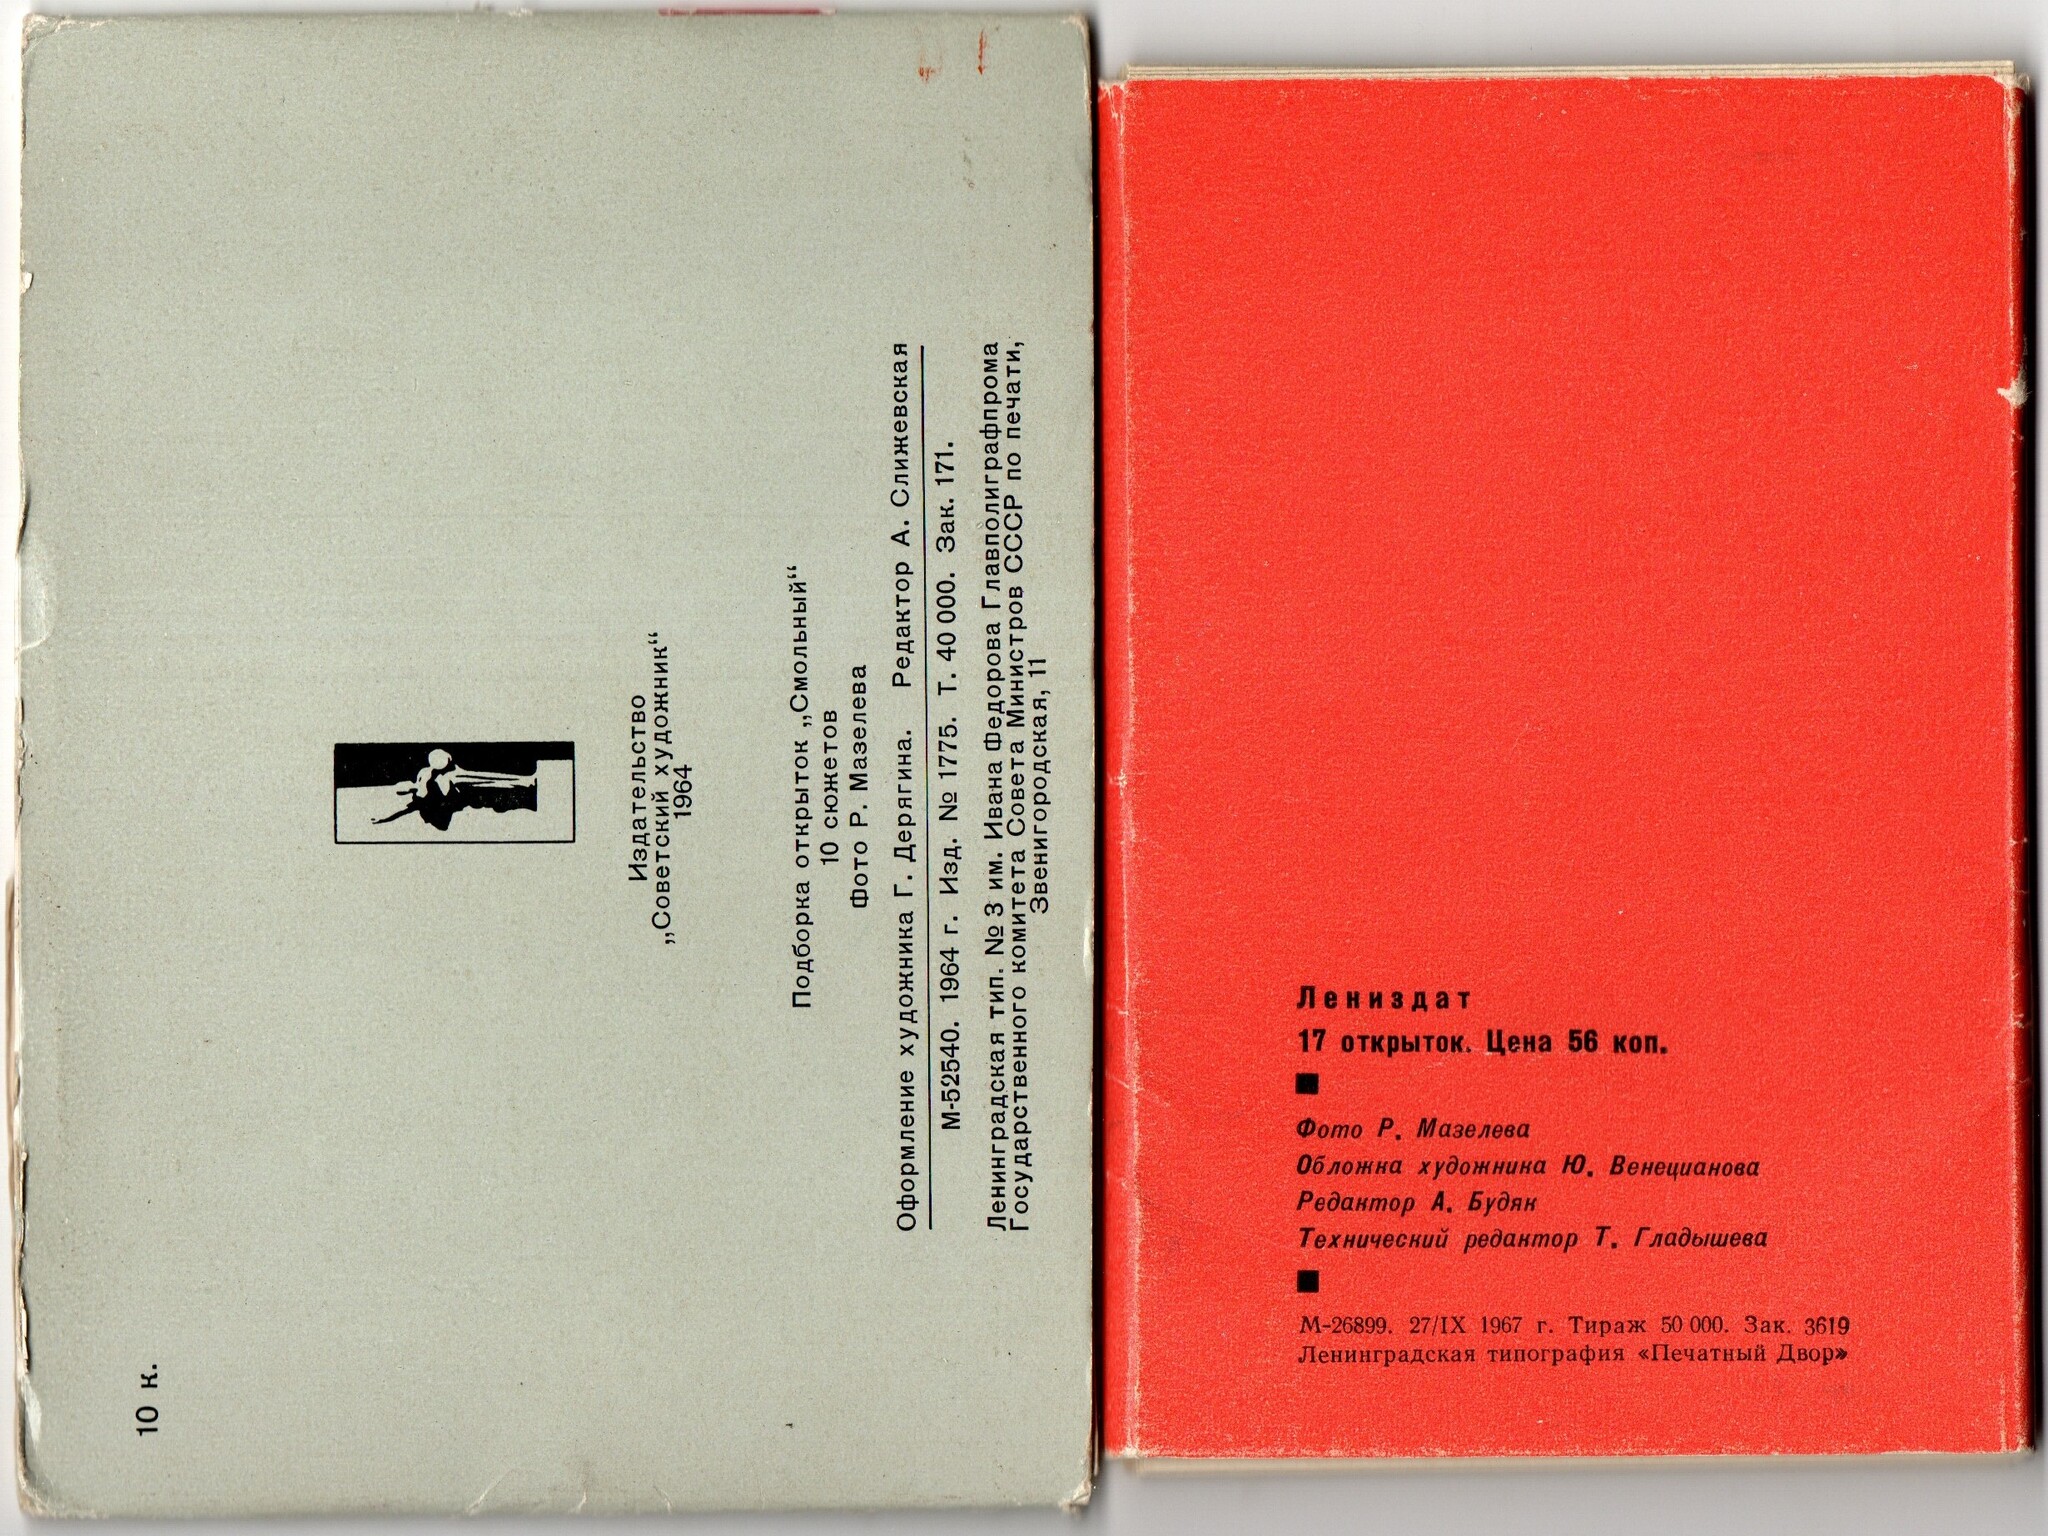 Издательство
„Советский художник“
1964
Подборка открыток „Смольный“
10 сюжетов
Фото Р. Мазелева
Оформление художника Г. Дерягина. Редактор А. Слижевская
М-52540. 1964 г. Изд. № 1775. Т. 40 000. Зак. 171.
Ленинградская тип. № 3 им. Ивана Федорова Главполиграфпрома
Государственного комитета Совета Министров СССР по печати,
Звенигородская, 11
10 к.
Лениздат
17 открыток. Цена 56 коп.
Фото Р. Мазелева
Обложка художника Ю. Венецианова
Редактор А. Будяк
Технический редактор Т. Гладышева
М-26899. 27/IX 1967 г. Тираж 50 000. Зак. 3619
Ленинградская типография «Печатный Двор»